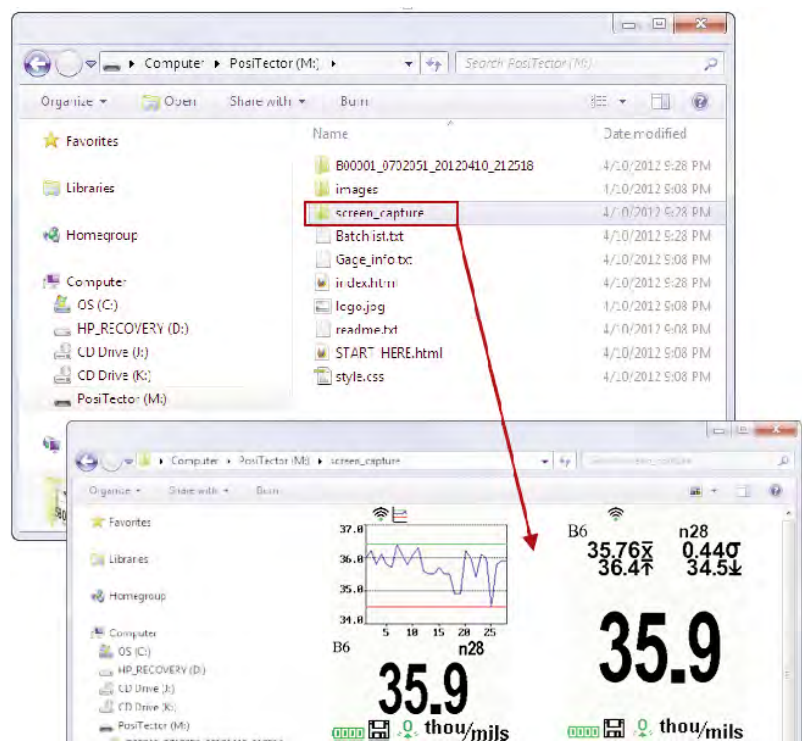 Computer ▸ PosiTector (M:) ▸ Search PosiTector (M:)
Organize Open Share with Burn
Name Date modified
Favorites
B00001_0702051_20120410_212518 4/10/2012 9:28 PM
Libraries
images 4/10/2012 9:08 PM
screen_capture 4/10/2012 9:28 PM
Homegroup
Batchlist.txt 4/10/2012 9:28 PM
Gage_info.txt 4/10/2012 9:08 PM
Computer
index.html 4/10/2012 9:28 PM
OS (C:)
logo.jpg 4/10/2012 9:08 PM
HP_RECOVERY (D:)
readme.txt 4/10/2012 9:08 PM
CD Drive (J:)
START_HERE.html 4/10/2012 9:08 PM
CD Drive (K:)
style.css 4/10/2012 9:08 PM
PosiTector (M:)
Computer ▸ PosiTector (M:) ▸ screen_capture
Organize Share with Burn
Favorites
Libraries
Homegroup
Computer
OS (C:)
HP_RECOVERY (D:)
CD Drive (J:)
CD Drive (K:)
PosiTector (M:)
37.0
36.0
35.0
34.0
5 10 15 20 25
B6 n28
35.9
thou/mils
B6 n28
35.76x̅ 0.44σ
36.4↑ 34.5↓
35.9
thou/mils